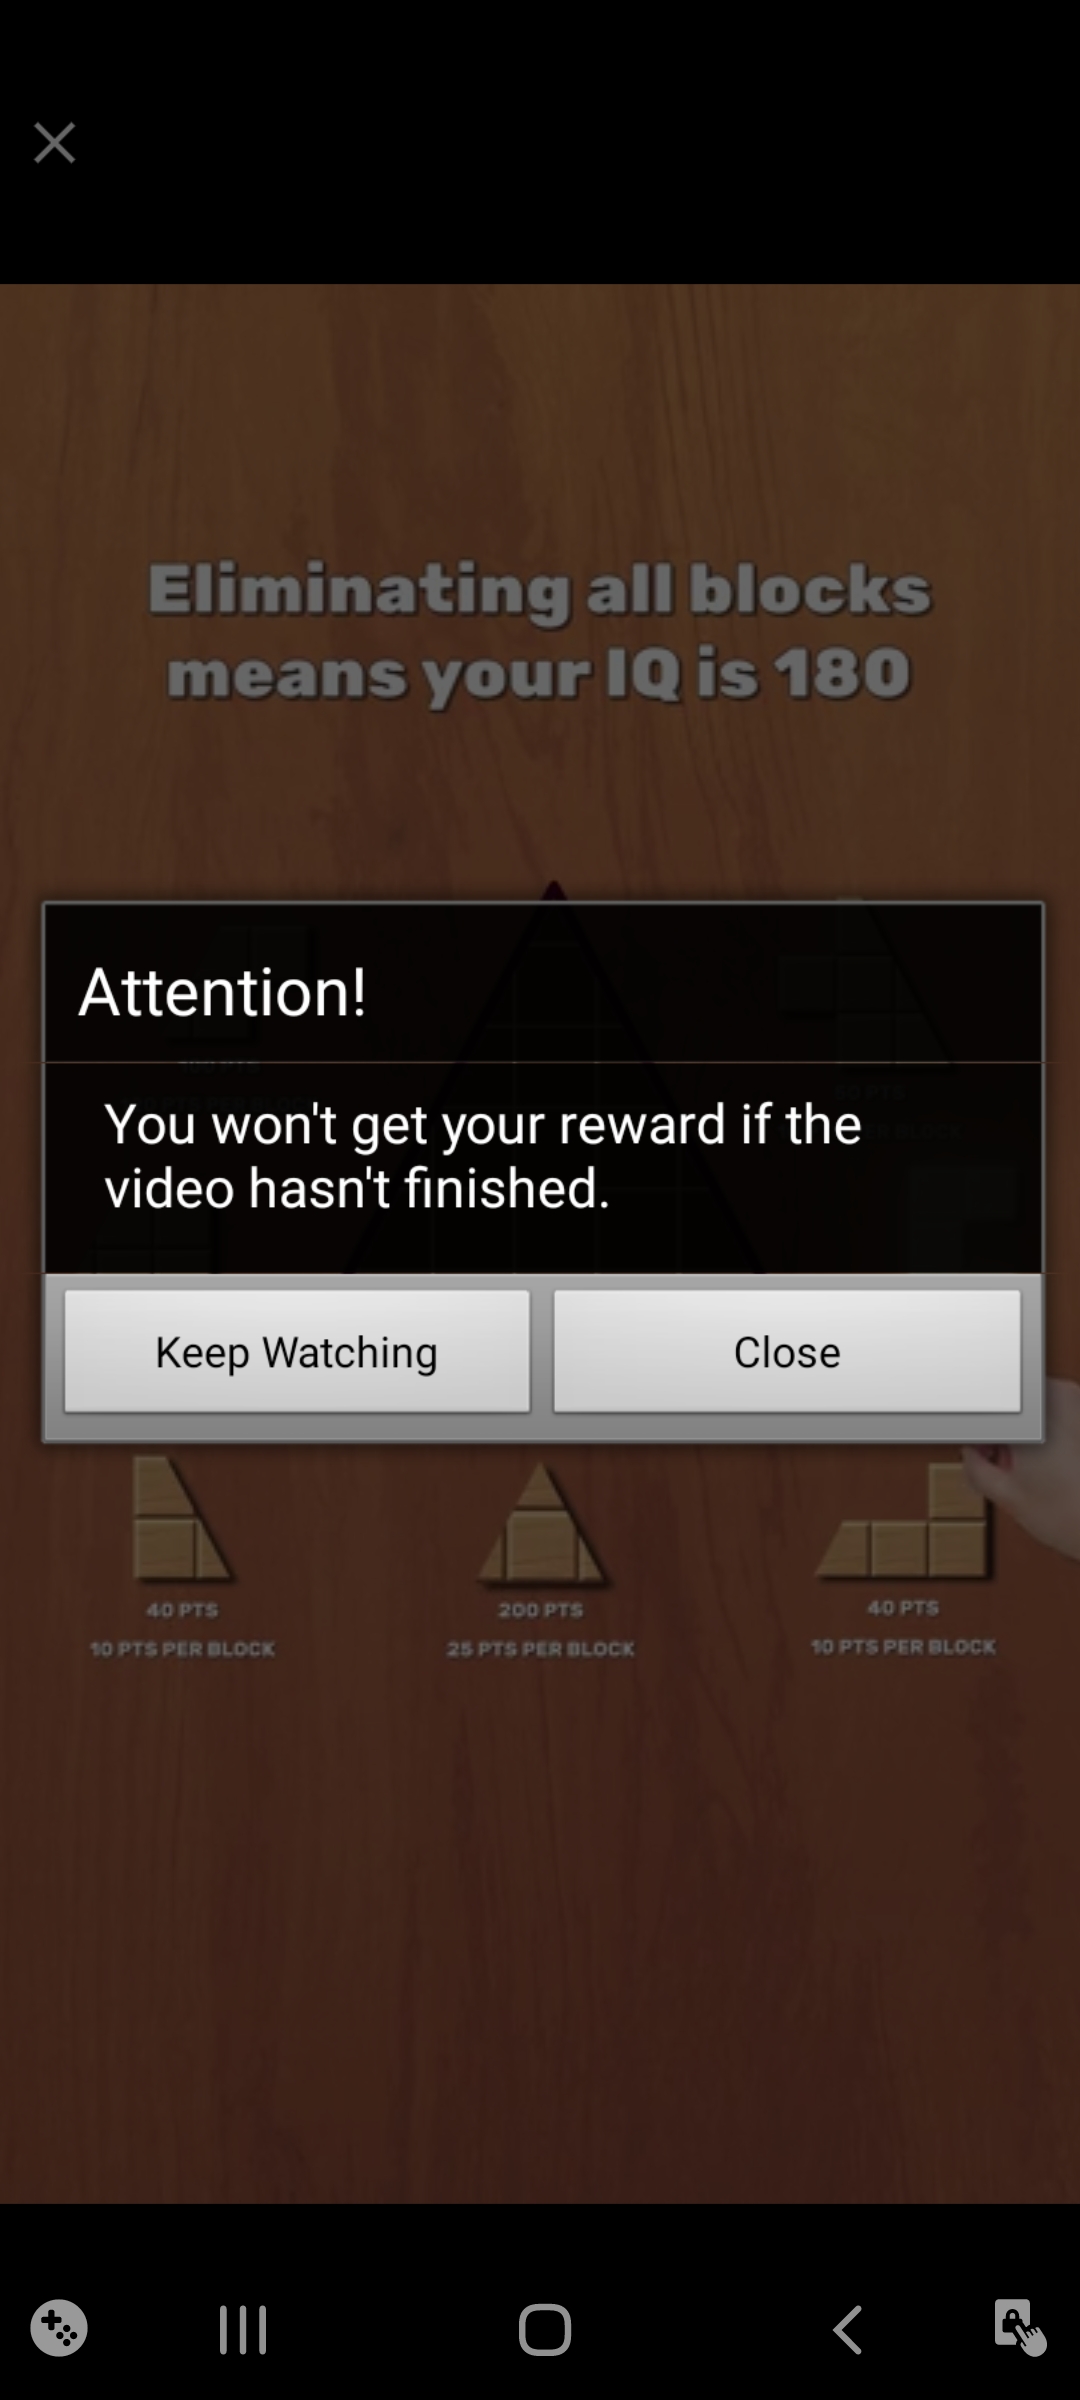 Eliminating all blocks
means your IQ is 180
Attention!
You won't get your reward if the
video hasn't finished.
Keep Watching
Close
40 PTS
10 PTS PER BLOCK
200 PTS
25 PTS PER BLOCK
40 PTS
10 PTS PER BLOCK